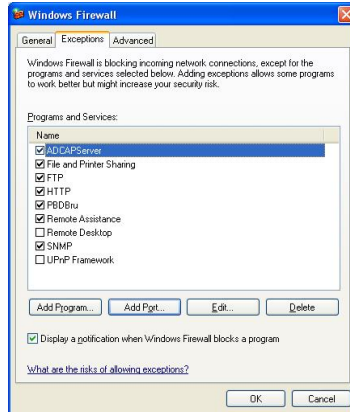 Windows Firewall
General Exceptions Advanced
Windows Firewall is blocking incoming network connections, except for the
programs and services selected below. Adding exceptions allows some programs
to work better but might increase your security risk.
Programs and Services:
Name
ADCAPServer
File and Printer Sharing
FTP
HTTP
PBDBru
Remote Assistance
Remote Desktop
SNMP
UPnP Framework
Add Program... Add Port... Edit... Delete
Display a notification when Windows Firewall blocks a program
What are the risks of allowing exceptions?
OK Cancel